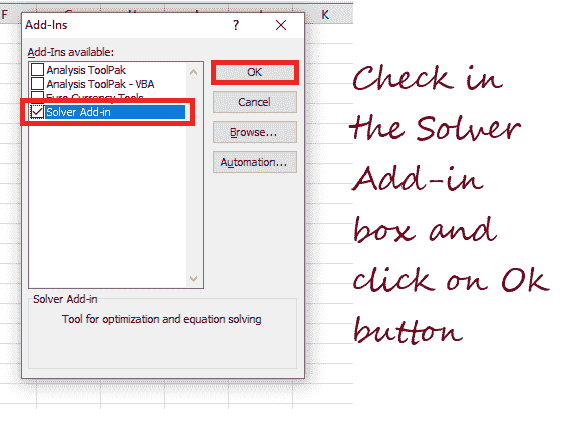 F
K
Add-Ins
?
Add-Ins available:
Analysis ToolPak
Analysis ToolPak - VBA
Euro Currency Tools
Solver Add-in
OK
Cancel
Browse...
Automation...
Solver Add-in
Tool for optimization and equation solving
Check in
the Solver
Add-in
box and
click on Ok
button